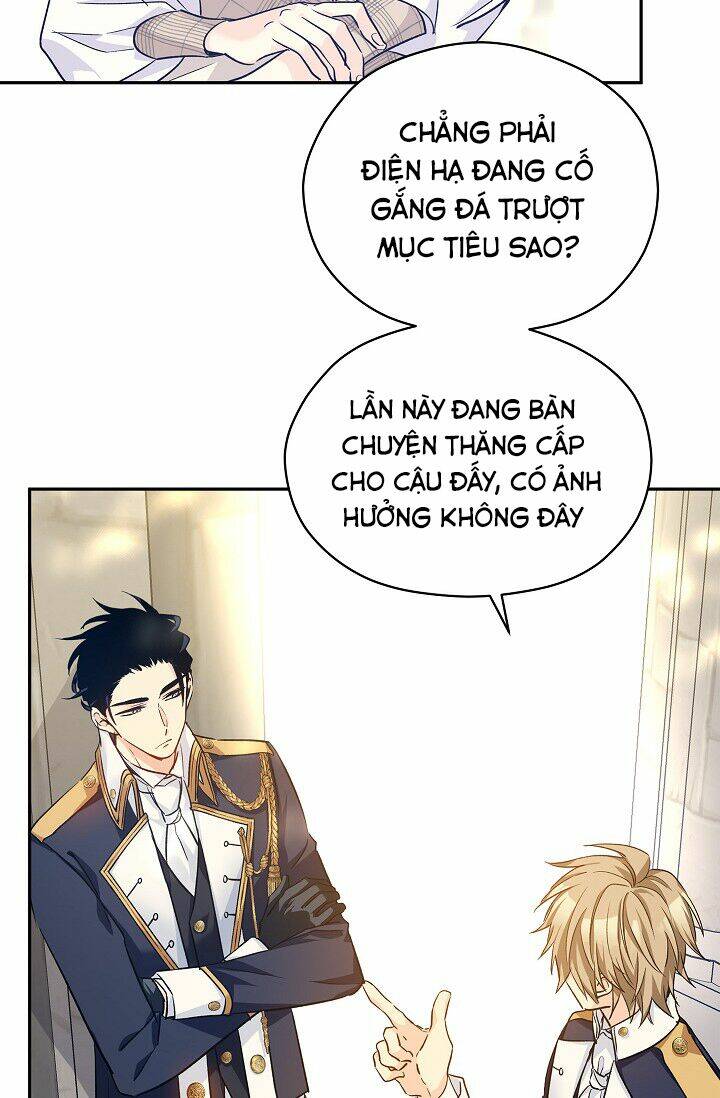 CHẲNG PHẢI
ĐIỆN HẠ ĐANG CỐ
GẮNG ĐÁ TRƯỢT
MỤC TIÊU SAO?
LẦN NÀY ĐANG BÀN
CHUYỆN THĂNG CẤP
CHO CẬU ĐẤY, CÓ ẢNH
HƯỞNG KHÔNG ĐÂY